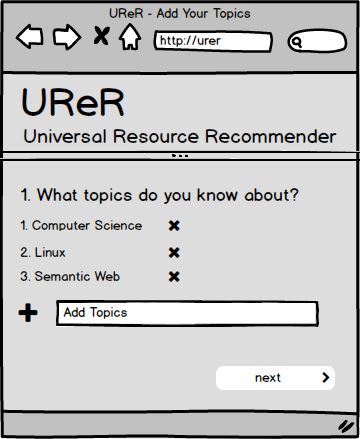 UReR - Add Your Topics
http://urer
UReR
Universal Resource Recommender
1. What topics do you know about?
1. Computer Science
2. Linux
3. Semantic Web
Add Topics
next